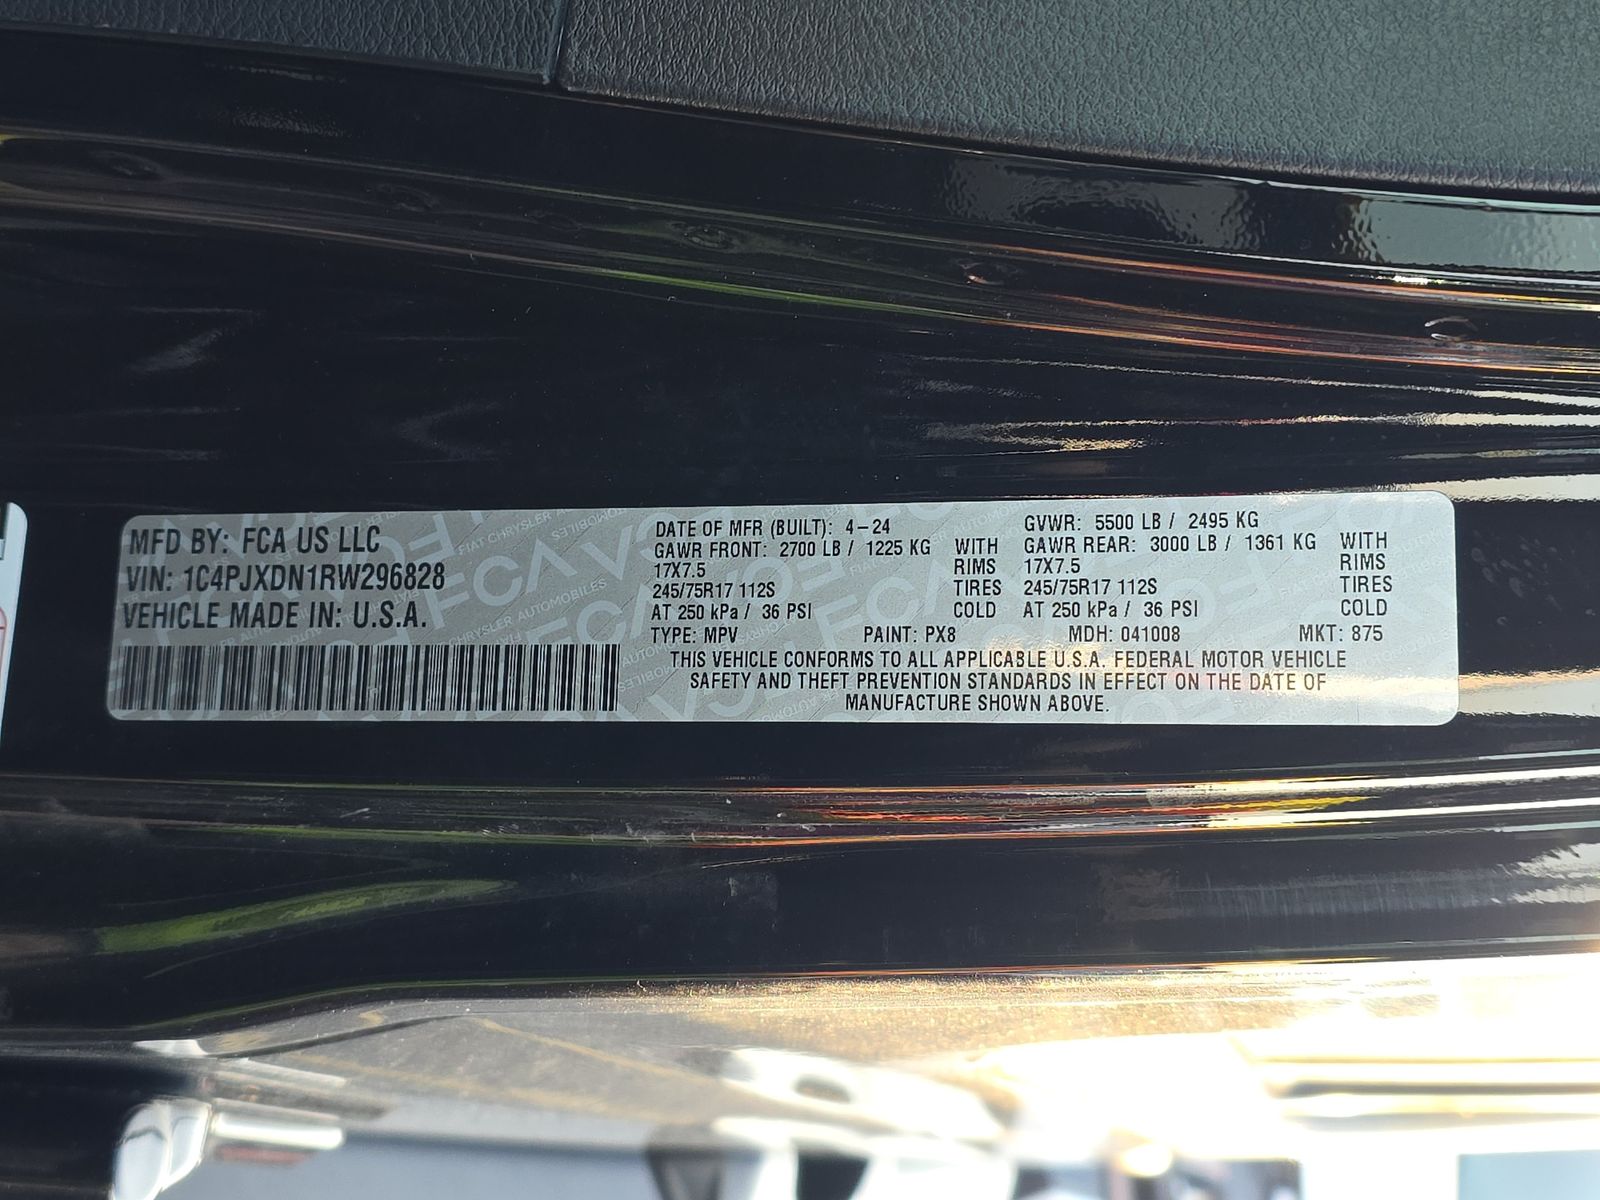 MFD BY: FCA US LLC
VIN: 1C4PJXDN1RW296828
VEHICLE MADE IN: U.S.A.
DATE OF MFR (BUILT): 4-24 GVWR: 5500 LB / 2495 KG
GAWR FRONT: 2700 LB / 1225 KG WITH GAWR REAR: 3000 LB / 1361 KG WITH
17X7.5 RIMS 17X7.5 RIMS
245/75R17 112S TIRES 245/75R17 112S TIRES
AT 250 kPa / 36 PSI COLD AT 250 kPa / 36 PSI COLD
TYPE: MPV PAINT: PX8 MDH: 041008 MKT: 875
THIS VEHICLE CONFORMS TO ALL APPLICABLE U.S.A. FEDERAL MOTOR VEHICLE
SAFETY AND THEFT PREVENTION STANDARDS IN EFFECT ON THE DATE OF
MANUFACTURE SHOWN ABOVE.